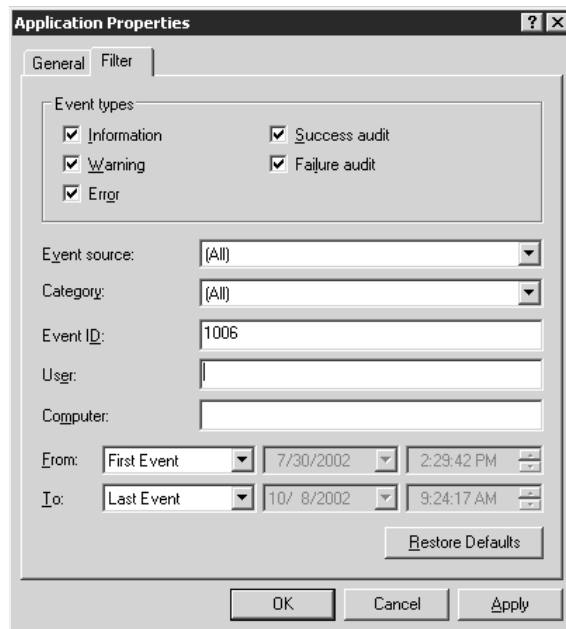 Application Properties
General Filter
Event types
Information Success audit
Warning Failure audit
Error
Event source: (All)
Category: (All)
Event ID: 1006
User:
Computer:
From: First Event 7/30/2002 2:29:42 PM
To: Last Event 10/ 8/2002 9:24:17 AM
Restore Defaults
OK Cancel Apply